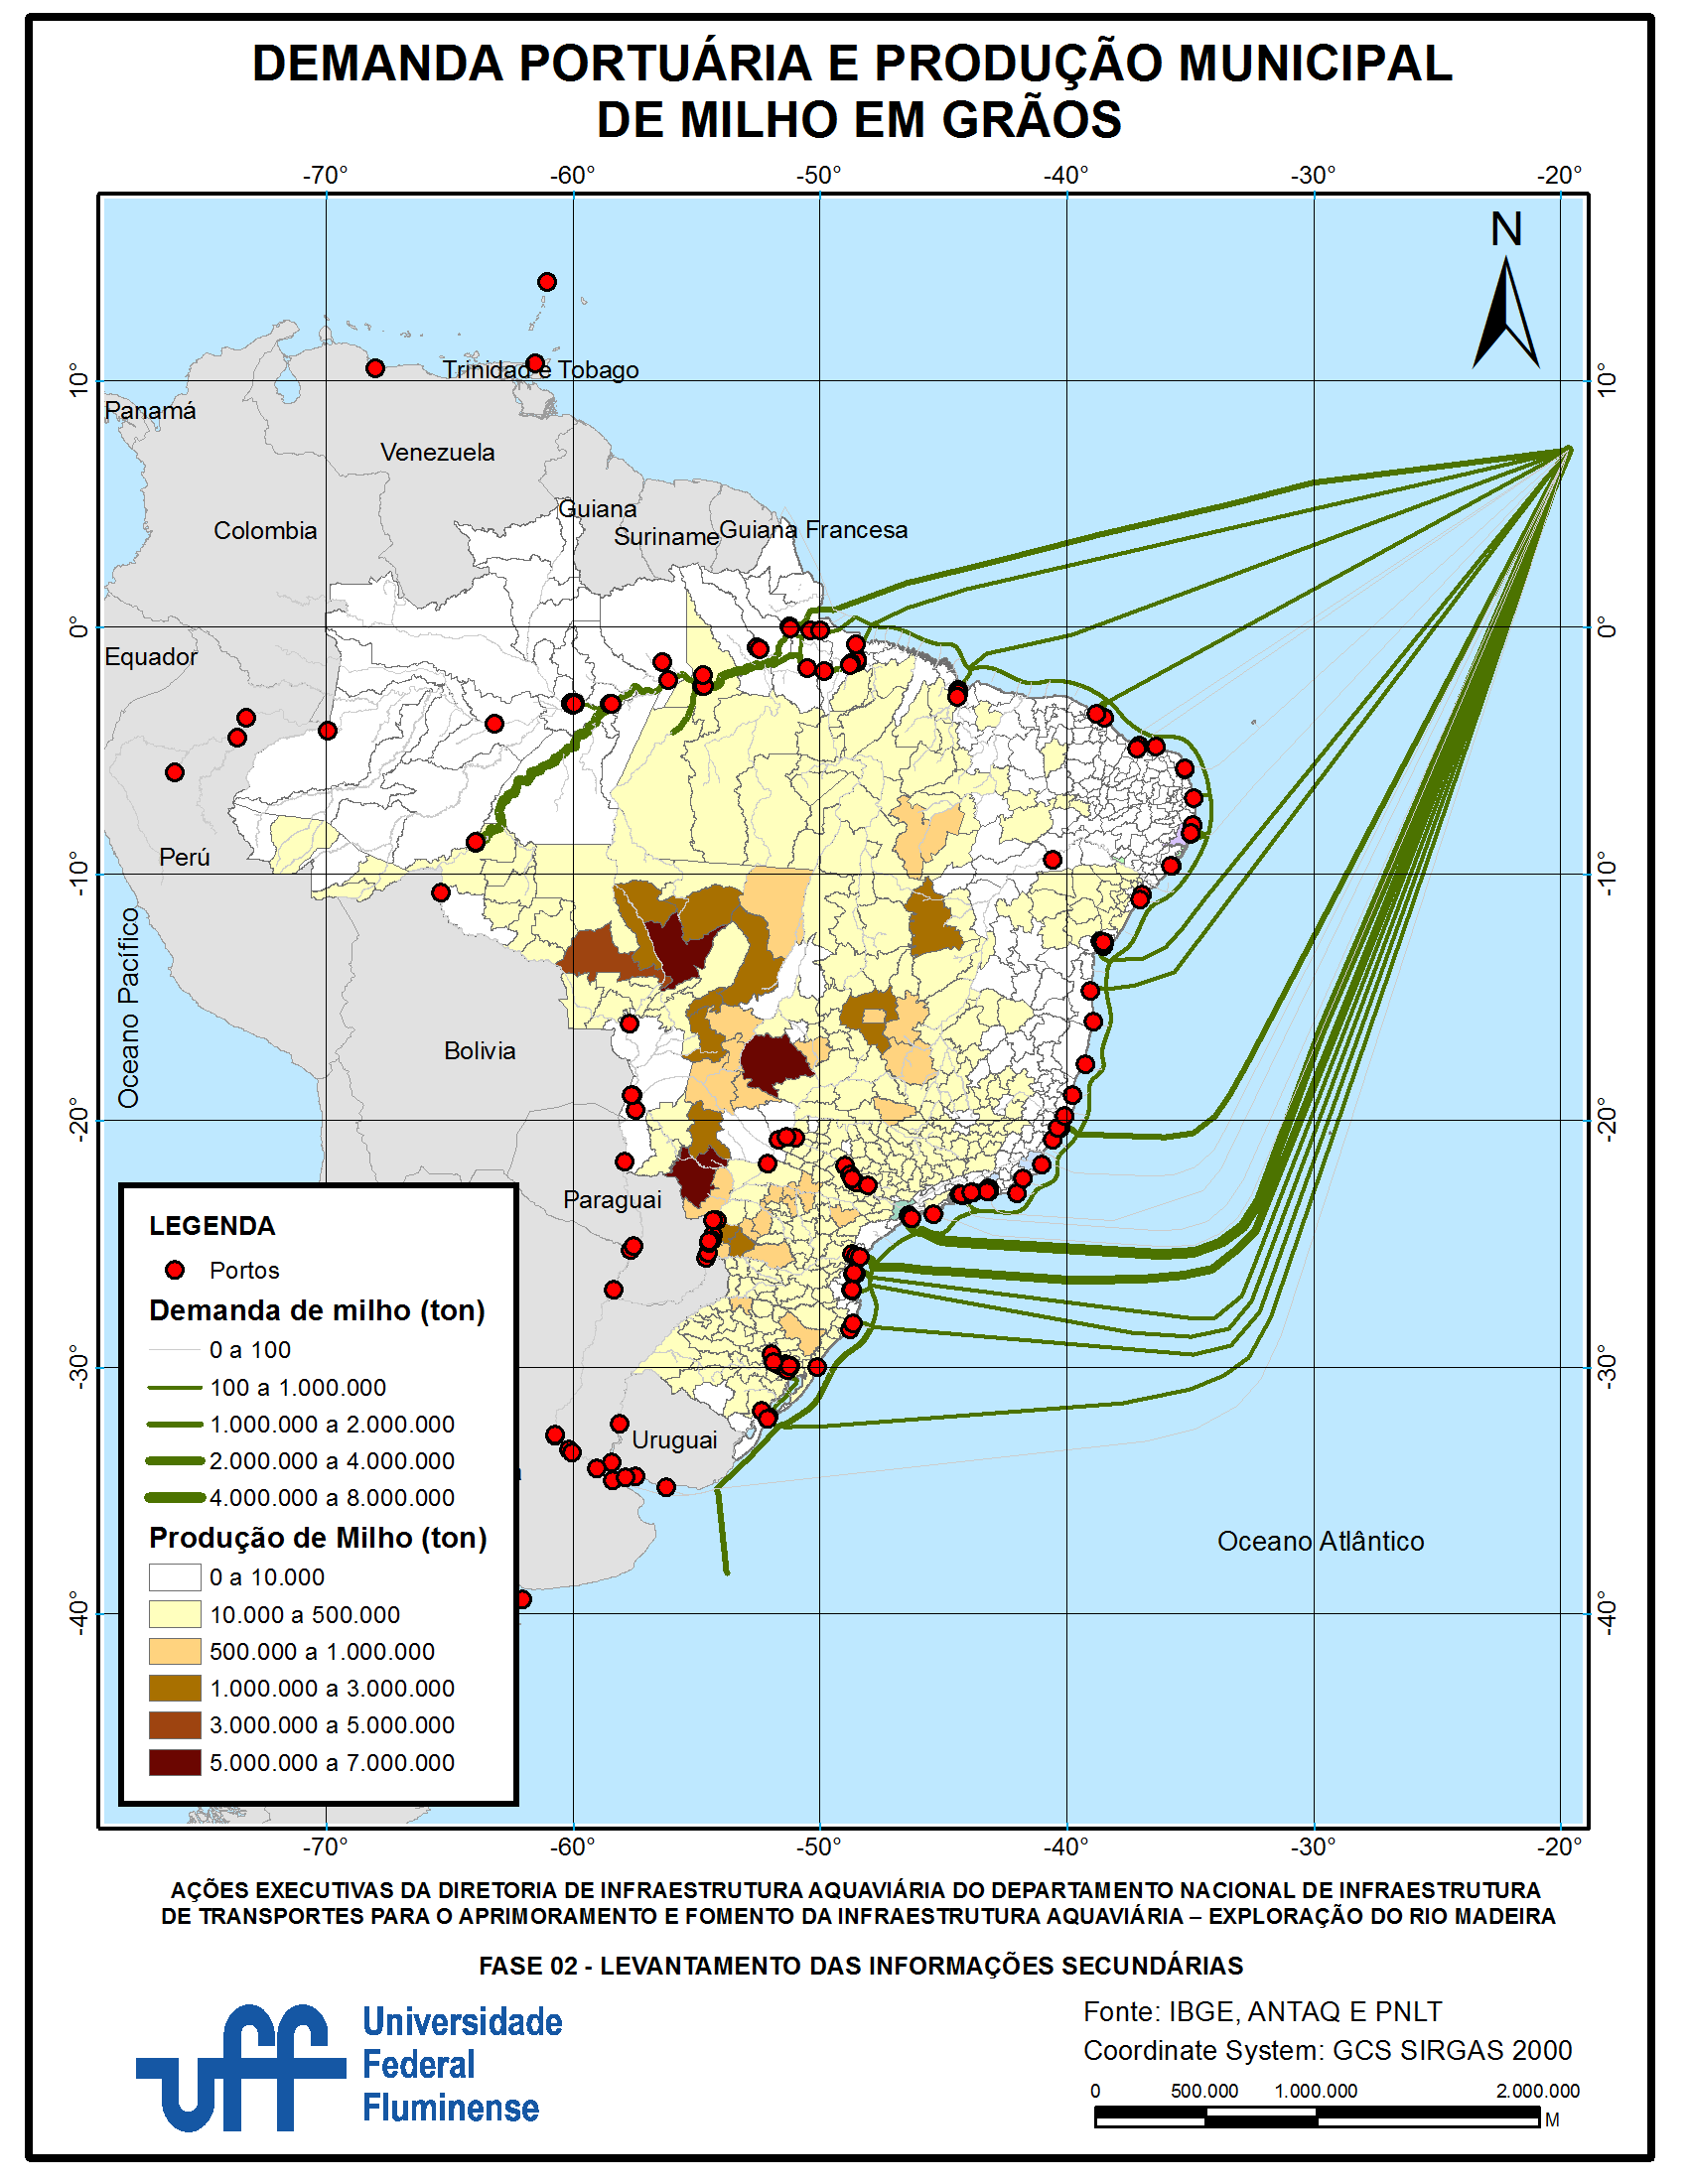 DEMANDA PORTUÁRIA E PRODUÇÃO MUNICIPAL
DE MILHO EM GRÃOS
-70°
-60°
-50°
-40°
-30°
-20°
N
10°
10°
Trinidad e Tobago
Panamá
Venezuela
Guiana
Colombia
Suriname
Guiana Francesa
0°
0°
Equador
Perú
-10°
-10°
Oceano Pacífico
Bolivia
-20°
-20°
Paraguai
LEGENDA
Portos
Demanda de milho (ton)
0 a 100
100 a 1.000.000
1.000.000 a 2.000.000
2.000.000 a 4.000.000
4.000.000 a 8.000.000
Produção de Milho (ton)
0 a 10.000
10.000 a 500.000
500.000 a 1.000.000
1.000.000 a 3.000.000
3.000.000 a 5.000.000
5.000.000 a 7.000.000
-30°
-30°
Uruguai
Oceano Atlântico
-40°
-40°
-70°
-60°
-50°
-40°
-30°
-20°
AÇÕES EXECUTIVAS DA DIRETORIA DE INFRAESTRUTURA AQUAVIÁRIA DO DEPARTAMENTO NACIONAL DE INFRAESTRUTURA
DE TRANSPORTES PARA O APRIMORAMENTO E FOMENTO DA INFRAESTRUTURA AQUAVIÁRIA – EXPLORAÇÃO DO RIO MADEIRA
FASE 02 - LEVANTAMENTO DAS INFORMAÇÕES SECUNDÁRIAS
uff
Universidade
Federal
Fluminense
Fonte: IBGE, ANTAQ E PNLT
Coordinate System: GCS SIRGAS 2000
0 500.000 1.000.000 2.000.000
M